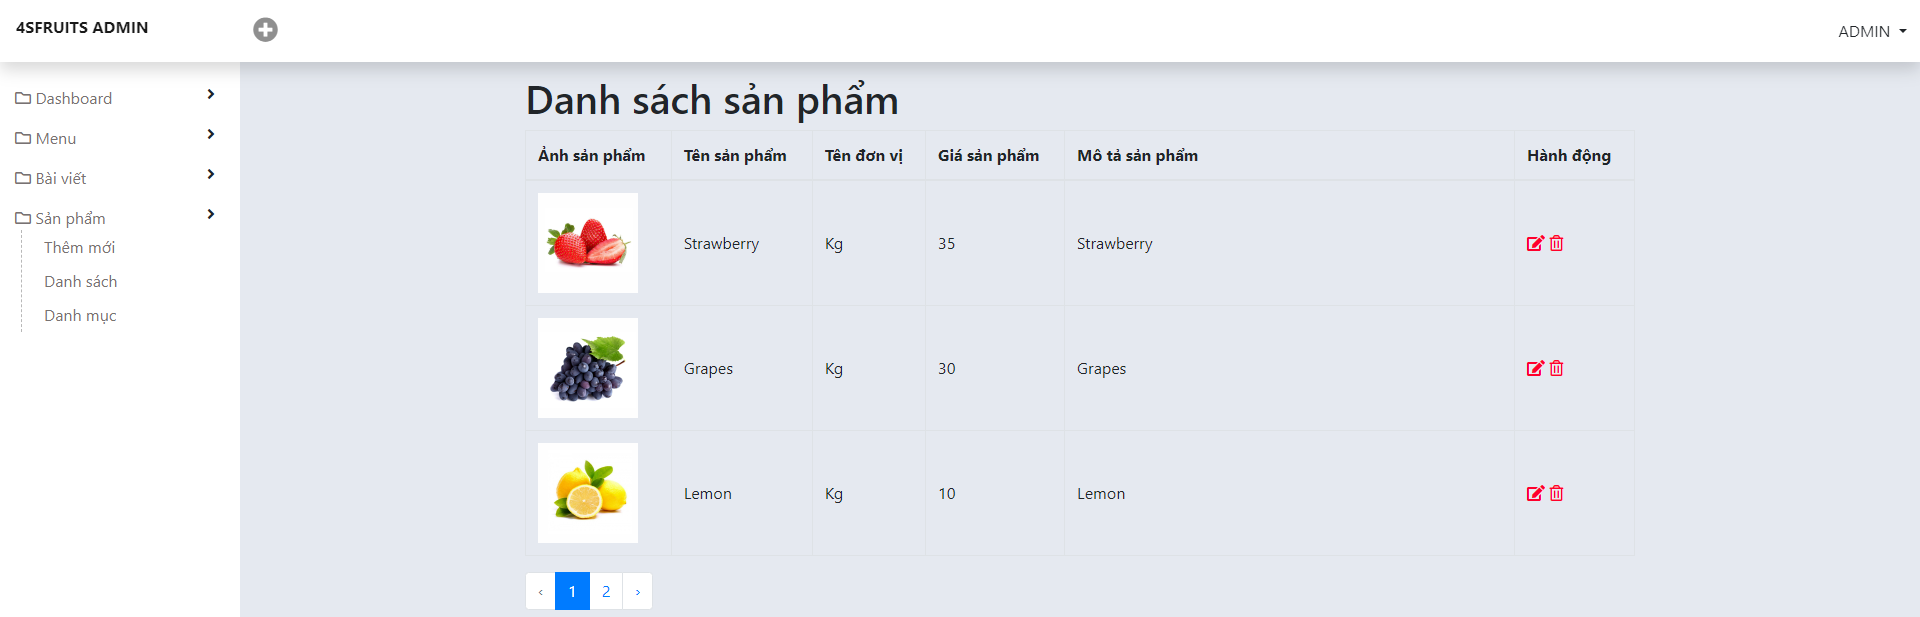 4SFRUITS ADMIN
ADMIN
Dashboard
Menu
Bài viết
Sản phẩm
Thêm mới
Danh sách
Danh mục
Danh sách sản phẩm
Ảnh sản phẩm Tên sản phẩm Tên đơn vị Giá sản phẩm Mô tả sản phẩm Hành động
Strawberry Kg 35 Strawberry
Grapes Kg 30 Grapes
Lemon Kg 10 Lemon
‹ 1 2 ›